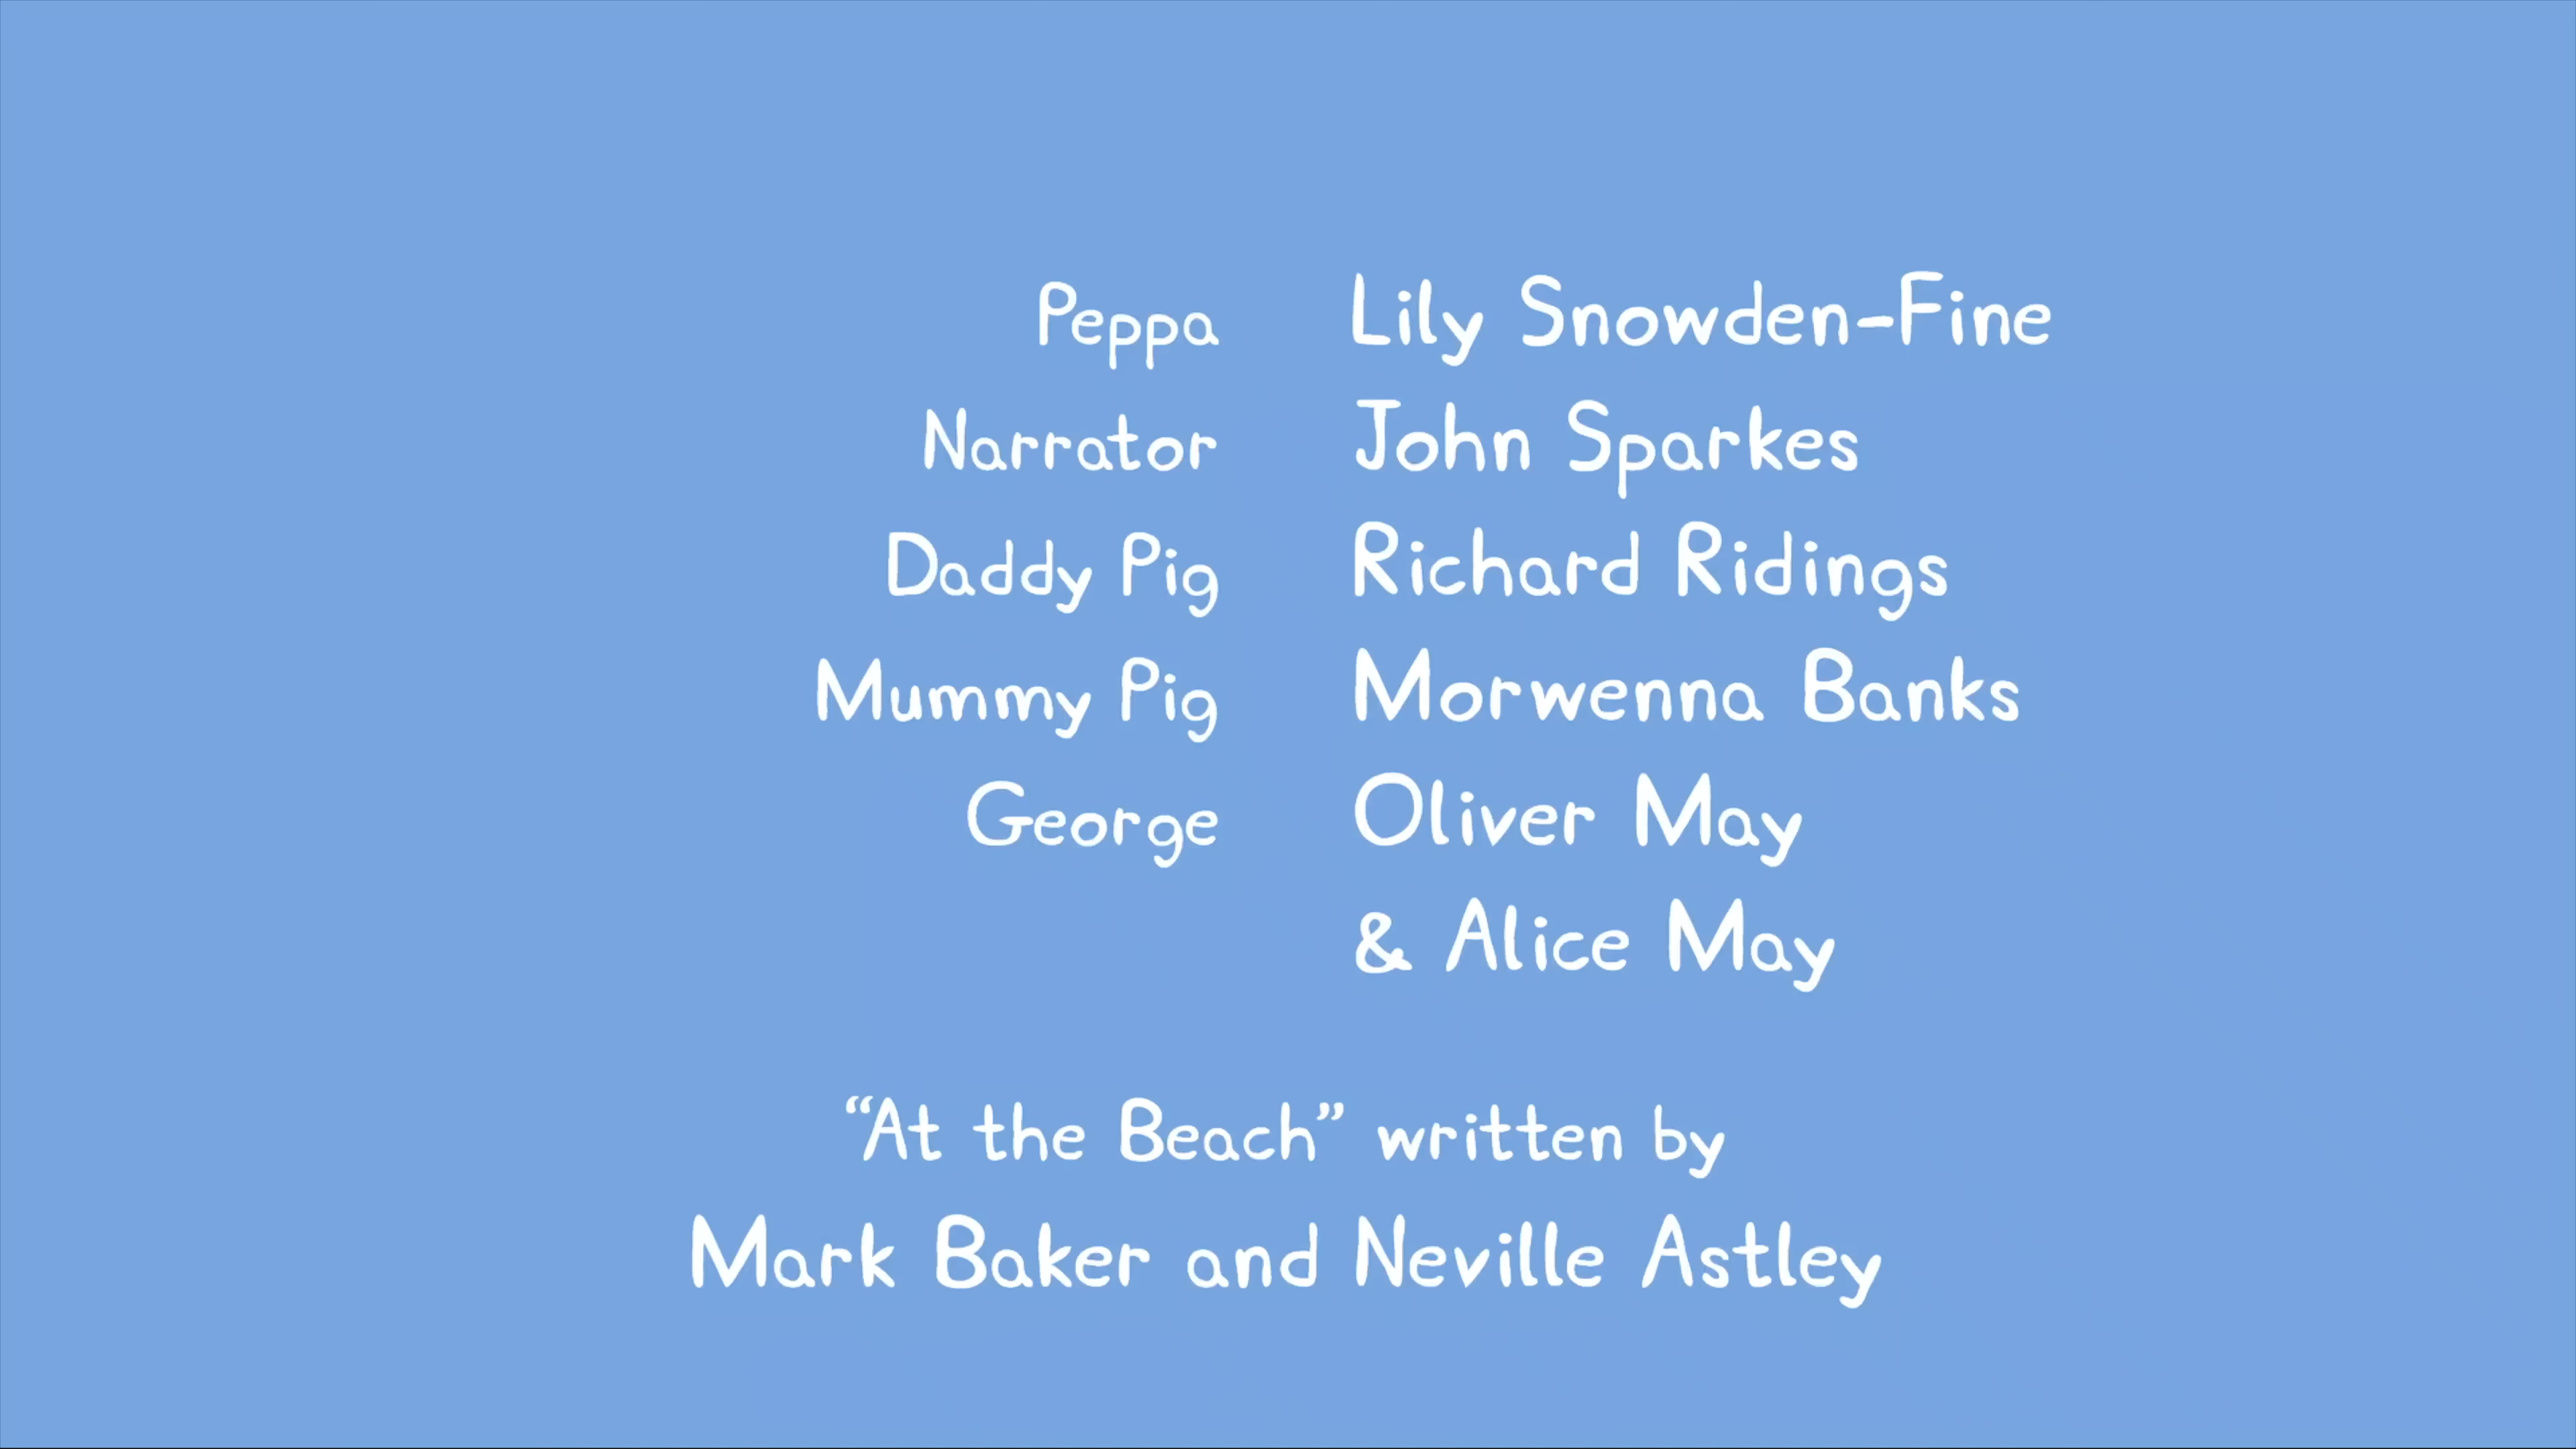 Peppa Lily Snowden-Fine
Narrator John Sparkes
Daddy Pig Richard Ridings
Mummy Pig Morwenna Banks
George Oliver May
& Alice May
“At the Beach” written by
Mark Baker and Neville Astley